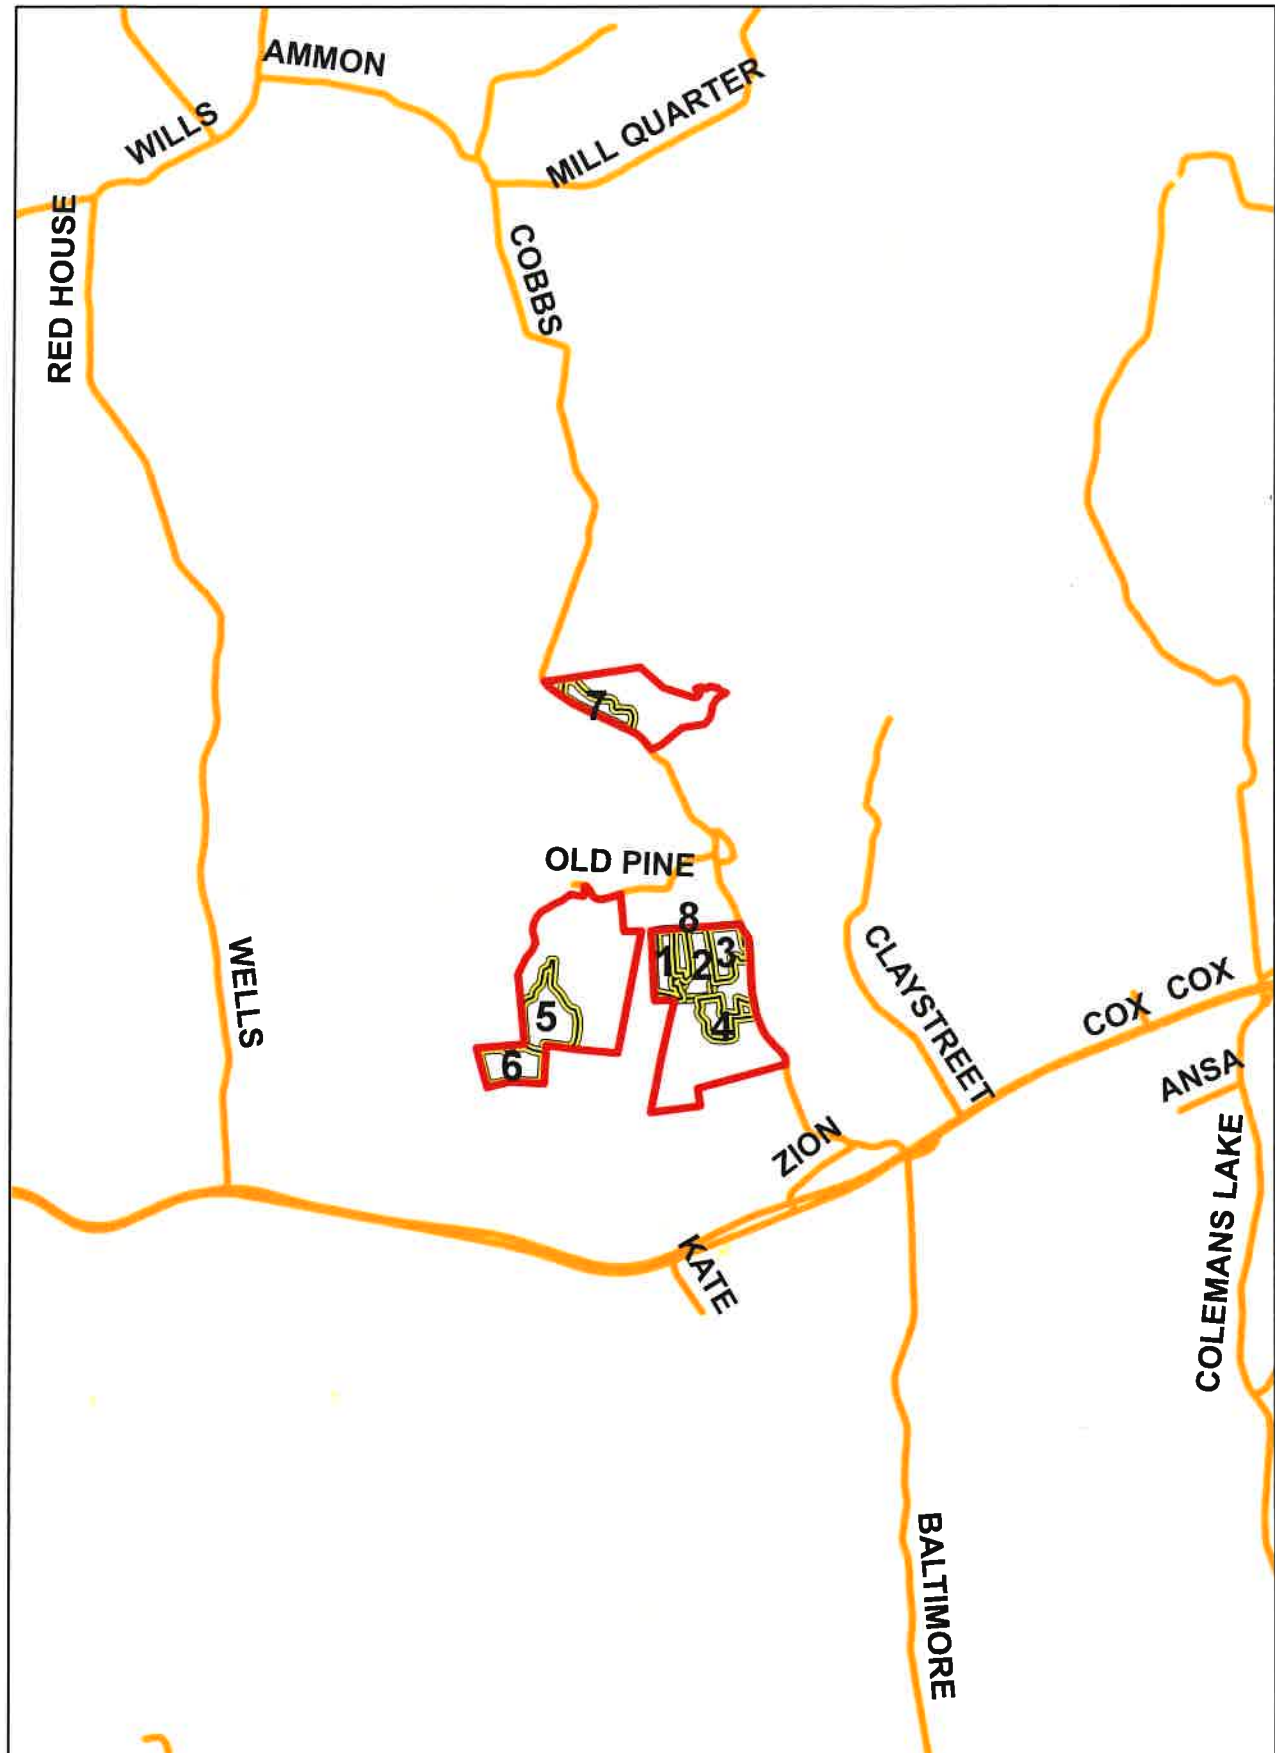 AMMON
WILLS
MILL QUARTER
RED HOUSE
COBBS
7
OLD PINE
8
1
2
3
5
4
6
WELLS
CLAYSTREET
COX
COX
ANSA
ZION
COLEMANS LAKE
KATE
BALTIMORE